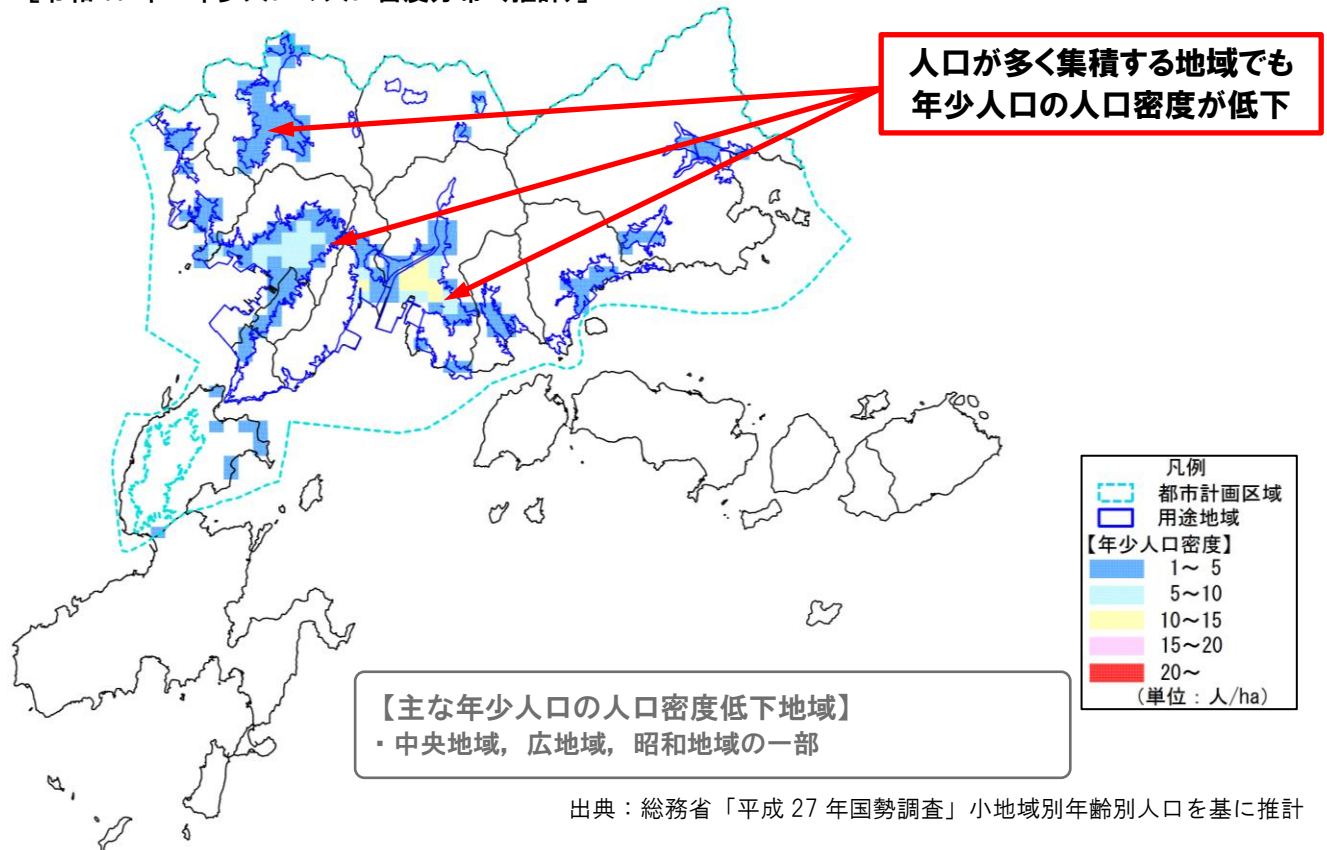 人口が多く集積する地域でも
年少人口の人口密度が低下
凡例
都市計画区域
用途地域
【年少人口密度】
1～ 5
5～10
10～15
15～20
20～
(単位：人/ha)
【主な年少人口の人口密度低下地域】
・中央地域，広地域，昭和地域の一部
出典：総務省「平成 27 年国勢調査」小地域別年齢別人口を基に推計